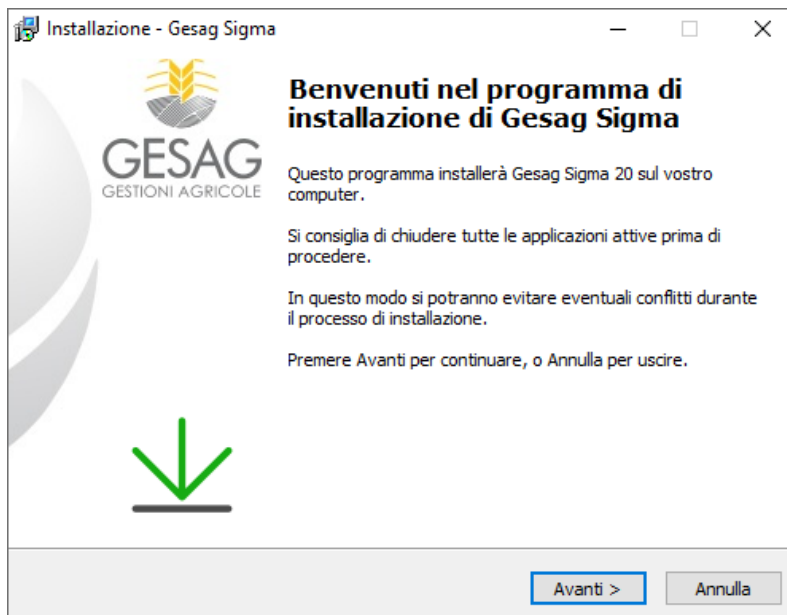 Installazione - Gesag Sigma
GESAG
GESTIONI AGRICOLE
Benvenuti nel programma di
installazione di Gesag Sigma
Questo programma installerà Gesag Sigma 20 sul vostro
computer.
Si consiglia di chiudere tutte le applicazioni attive prima di
procedere.
In questo modo si potranno evitare eventuali conflitti durante
il processo di installazione.
Premere Avanti per continuare, o Annulla per uscire.
Avanti >
Annulla